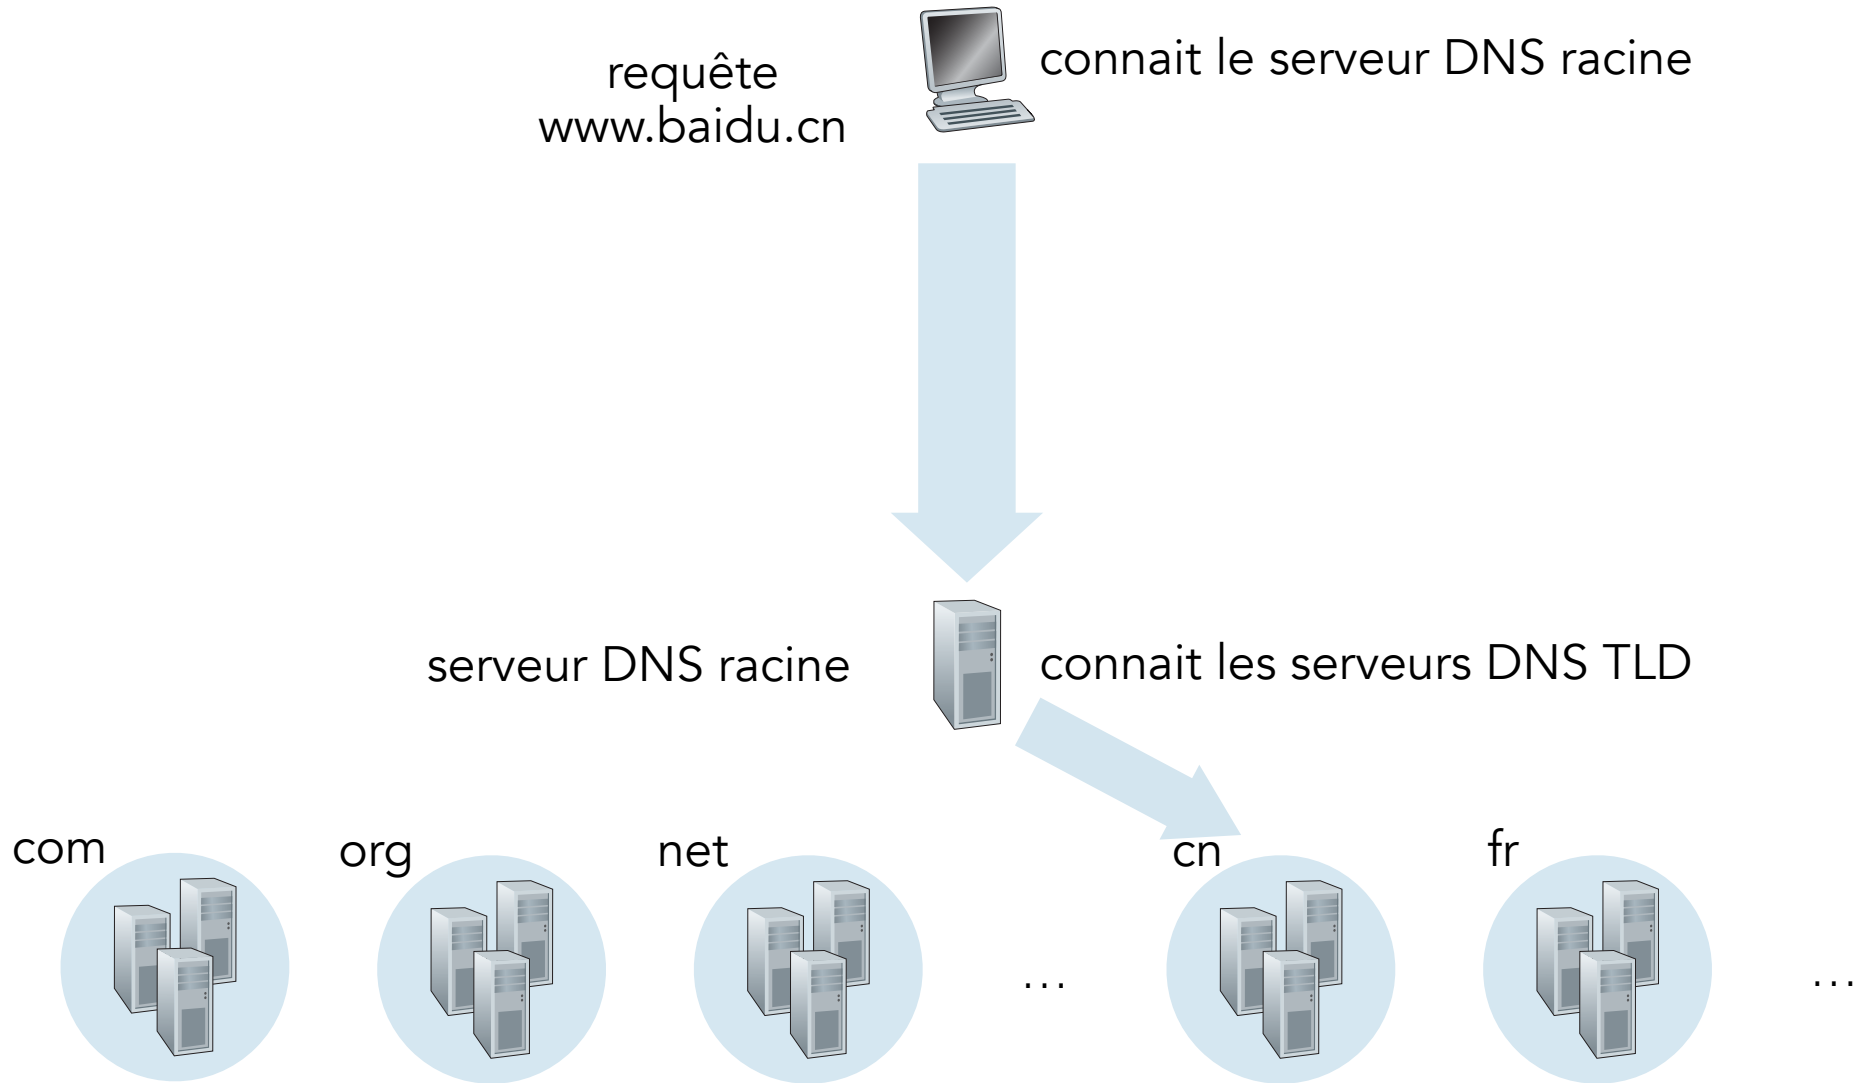 requête
www.baidu.cn
connait le serveur DNS racine
serveur DNS racine
connait les serveurs DNS TLD
com
org
net
...
cn
fr
...